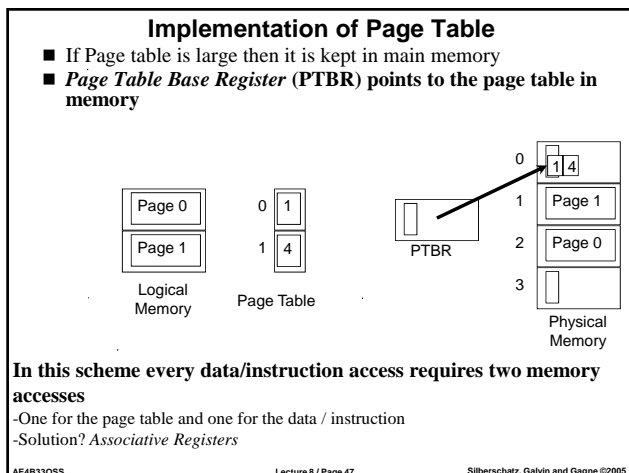 Implementation of Page Table
■ If Page table is large then it is kept in main memory
■ Page Table Base Register (PTBR) points to the page table in
memory
Page 0
Page 1
Logical
Memory
0 1
1 4
Page Table
PTBR
0 1 4
1 Page 1
2 Page 0
3
Physical
Memory
In this scheme every data/instruction access requires two memory
accesses
-One for the page table and one for the data / instruction
-Solution? Associative Registers
AE4B33OSS Lecture 8 / Page 47 Silberschatz, Galvin and Gagne ©2005